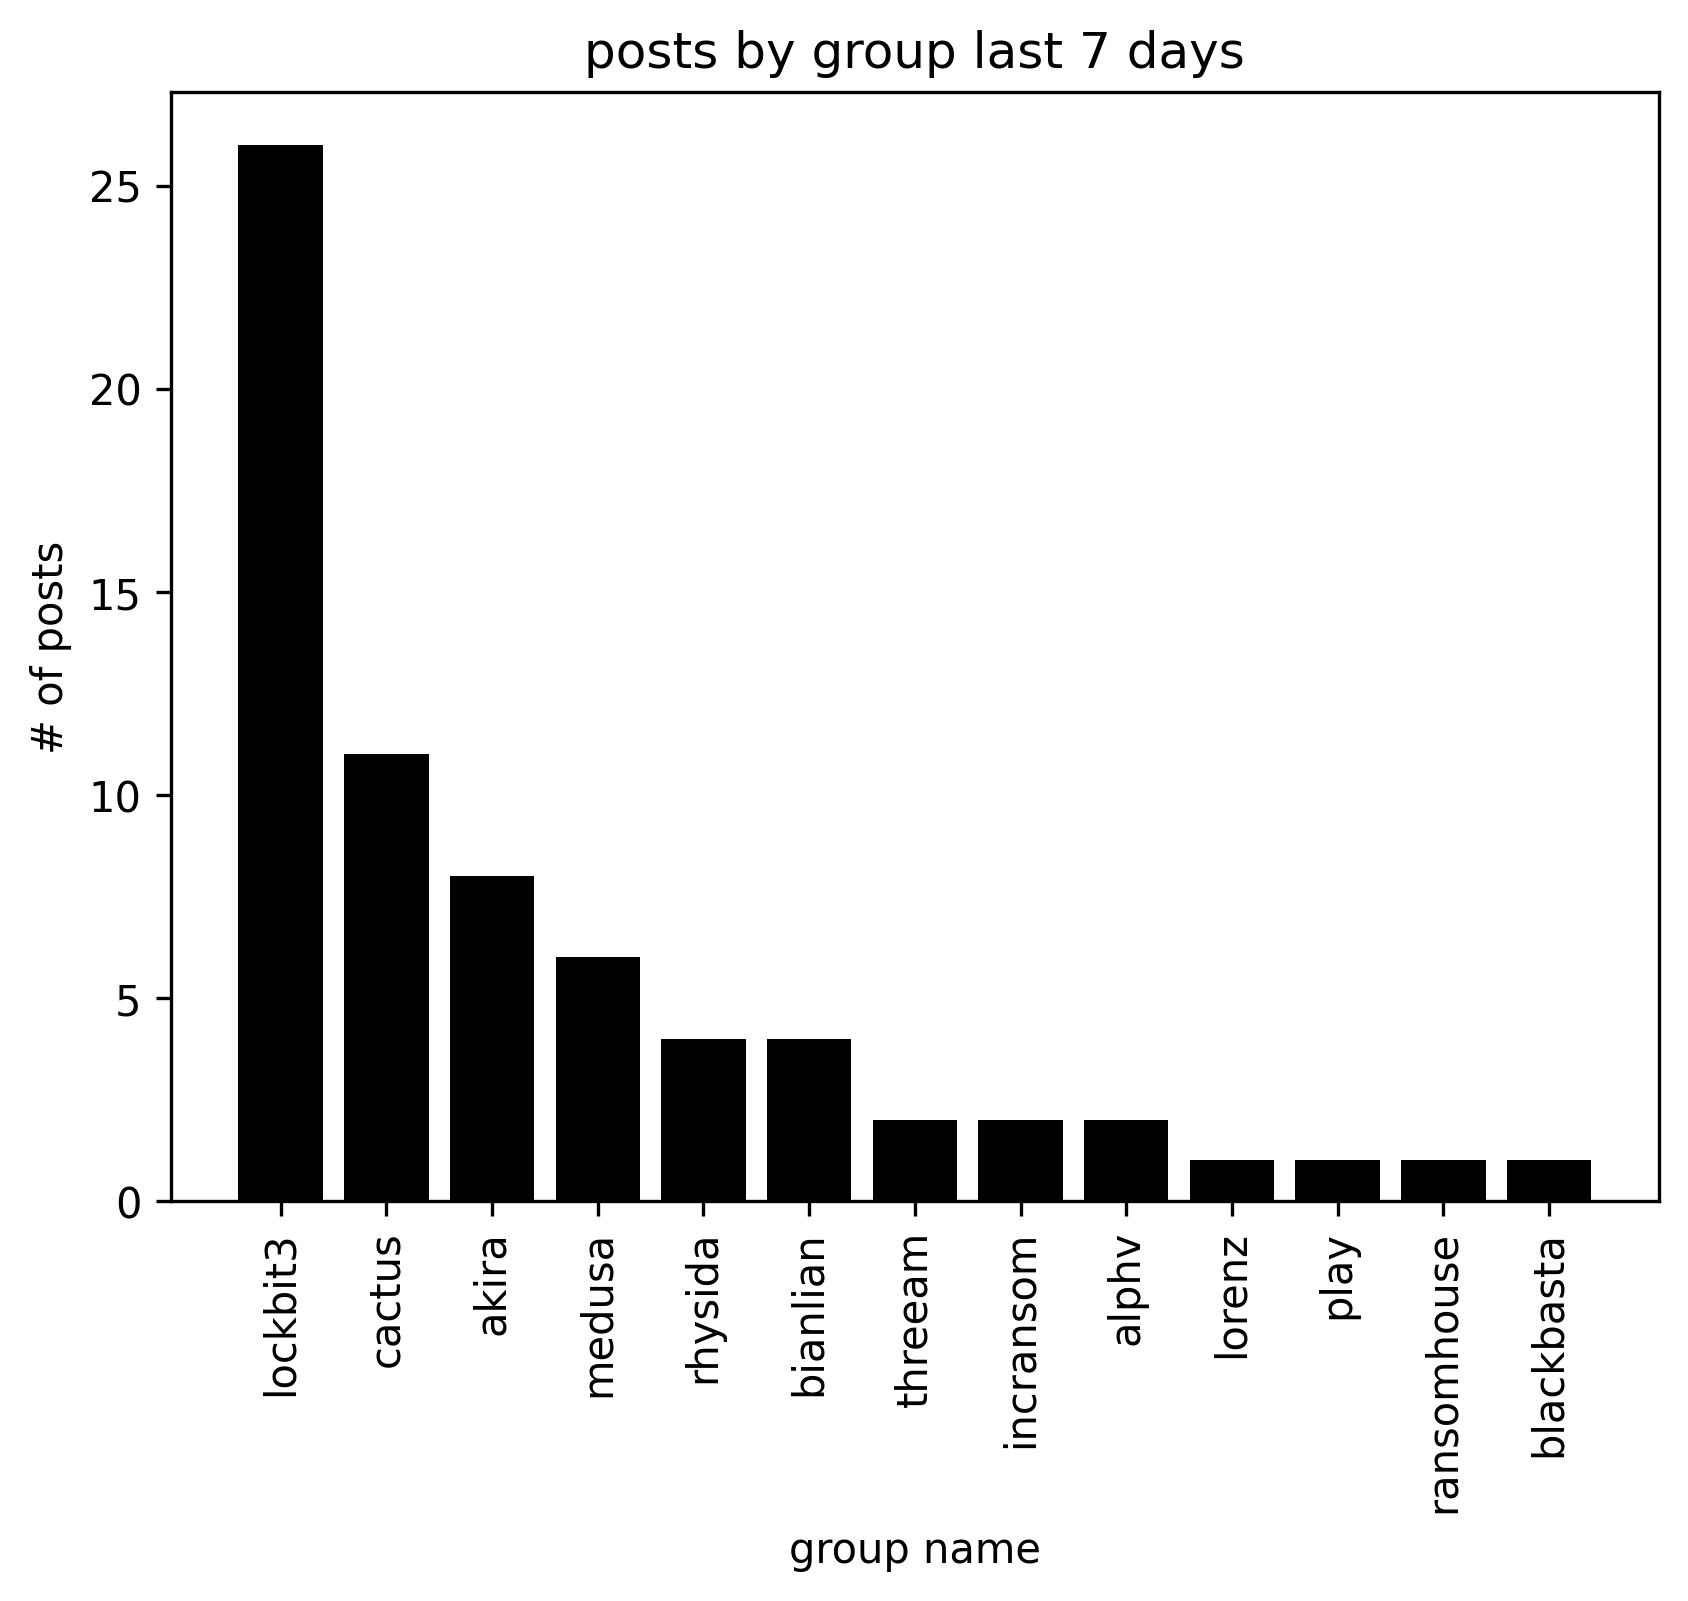 posts by group last 7 days
# of posts
25
20
15
10
5
0
lockbit3
cactus
akira
medusa
rhysida
bianlian
threeam
incransom
alphv
lorenz
play
ransomhouse
blackbasta
group name